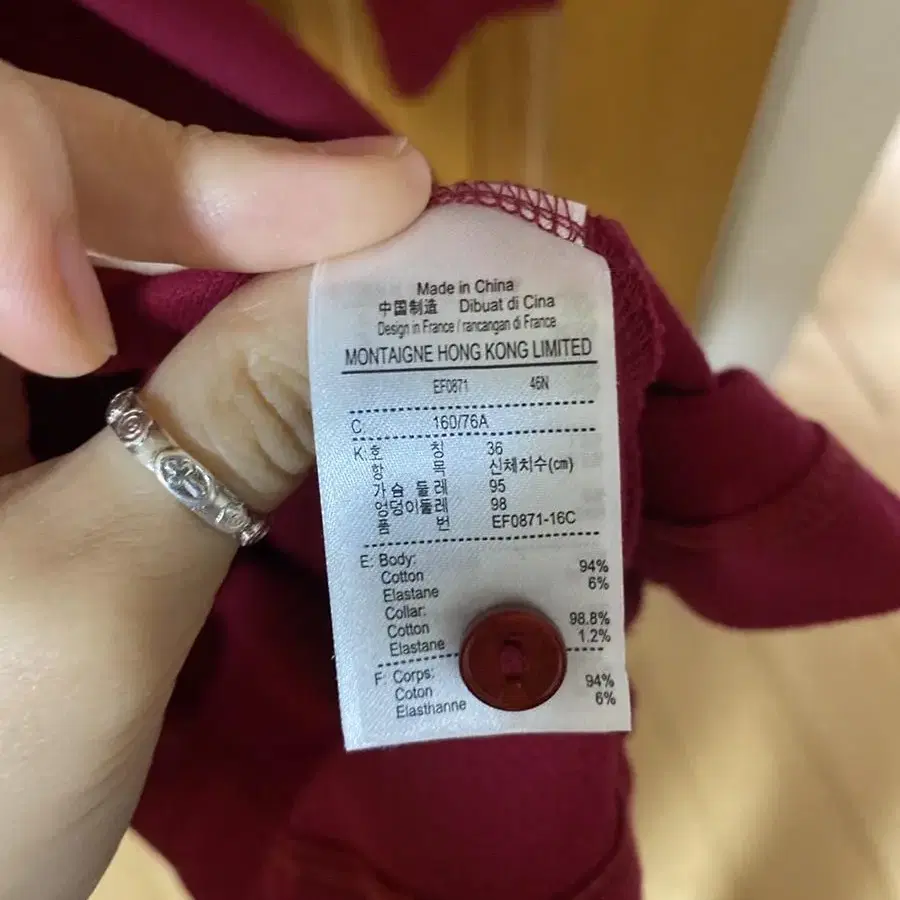 Made in China
中国制造 Dibuat di Cina
Design in France / rancangan di France
MONTAIGNE HONG KONG LIMITED
EF0871 46N
C. 160/76A
K: 호 칭 36
항 목 신체치수(cm)
가슴 둘레 95
엉덩이둘레 98
품 번 EF0871-16C
E: Body:
Cotton 94%
Elastane 6%
Collar:
Cotton 98.8%
Elastane 1.2%
F: Corps:
Coton 94%
Elasthanne 6%